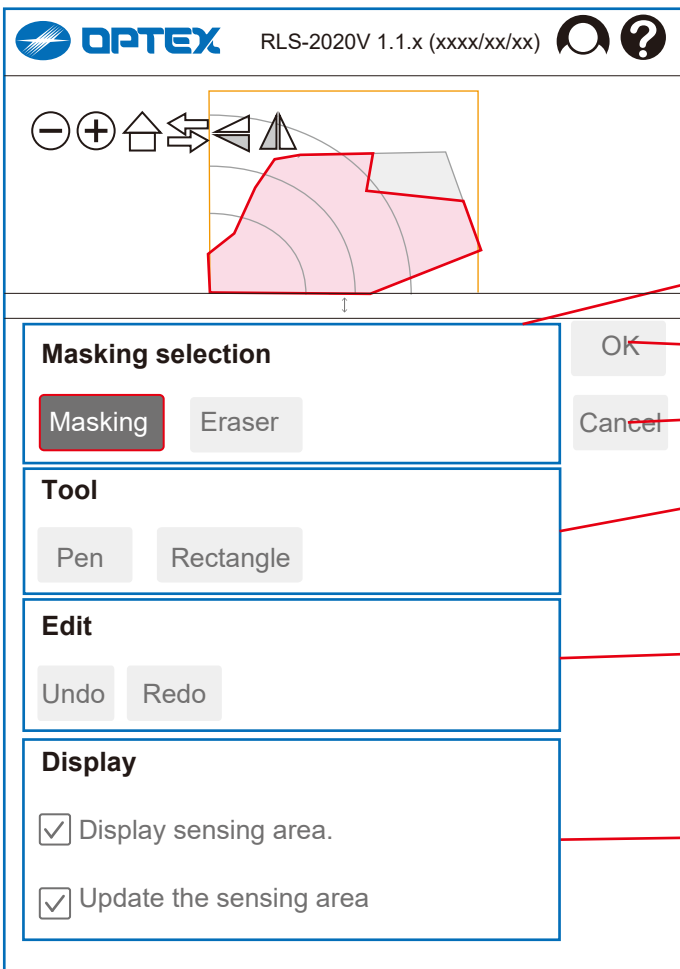 OPTEX RLS-2020V 1.1.x (xxxx/xx/xx) ?
Masking selection
OK
Masking Eraser
Cancel
Tool
Pen Rectangle
Edit
Undo Redo
Display
Display sensing area.
Update the sensing area